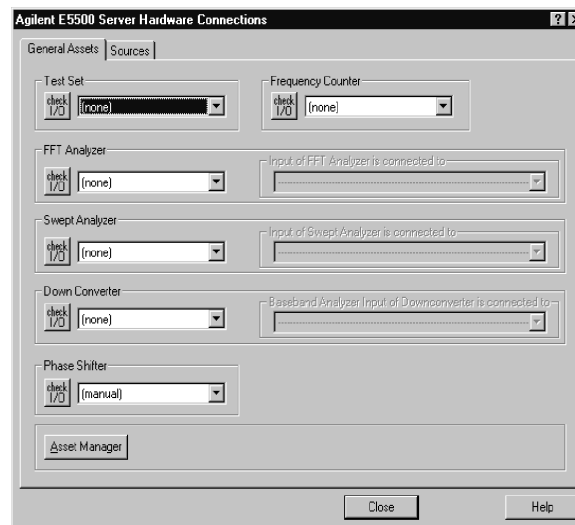 Agilent E5500 Server Hardware Connections
General Assets
Sources
Test Set
check I/O
(none)
Frequency Counter
check I/O
(none)
FFT Analyzer
check I/O
(none)
Input of FFT Analyzer is connected to
Swept Analyzer
check I/O
(none)
Input of Swept Analyzer is connected to
Down Converter
check I/O
(none)
Baseband Analyzer Input of Downconverter is connected to
Phase Shifter
check I/O
(manual)
Asset Manager
Close
Help